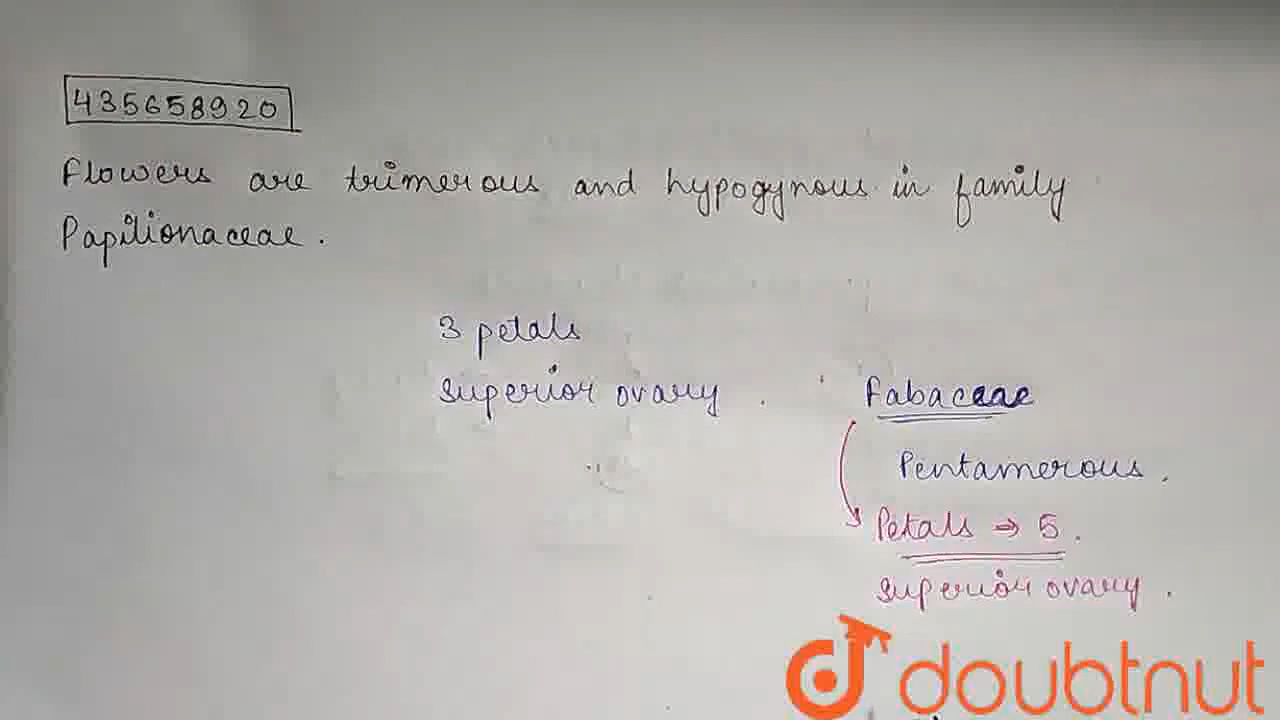 435658920
Flowers are trimerous and hypogynous in family
Papilionaceae.
3 petals
superior ovary.
Fabaceae
Pentamerous.
Petals ⇒ 5.
superior ovary.
doubtnut